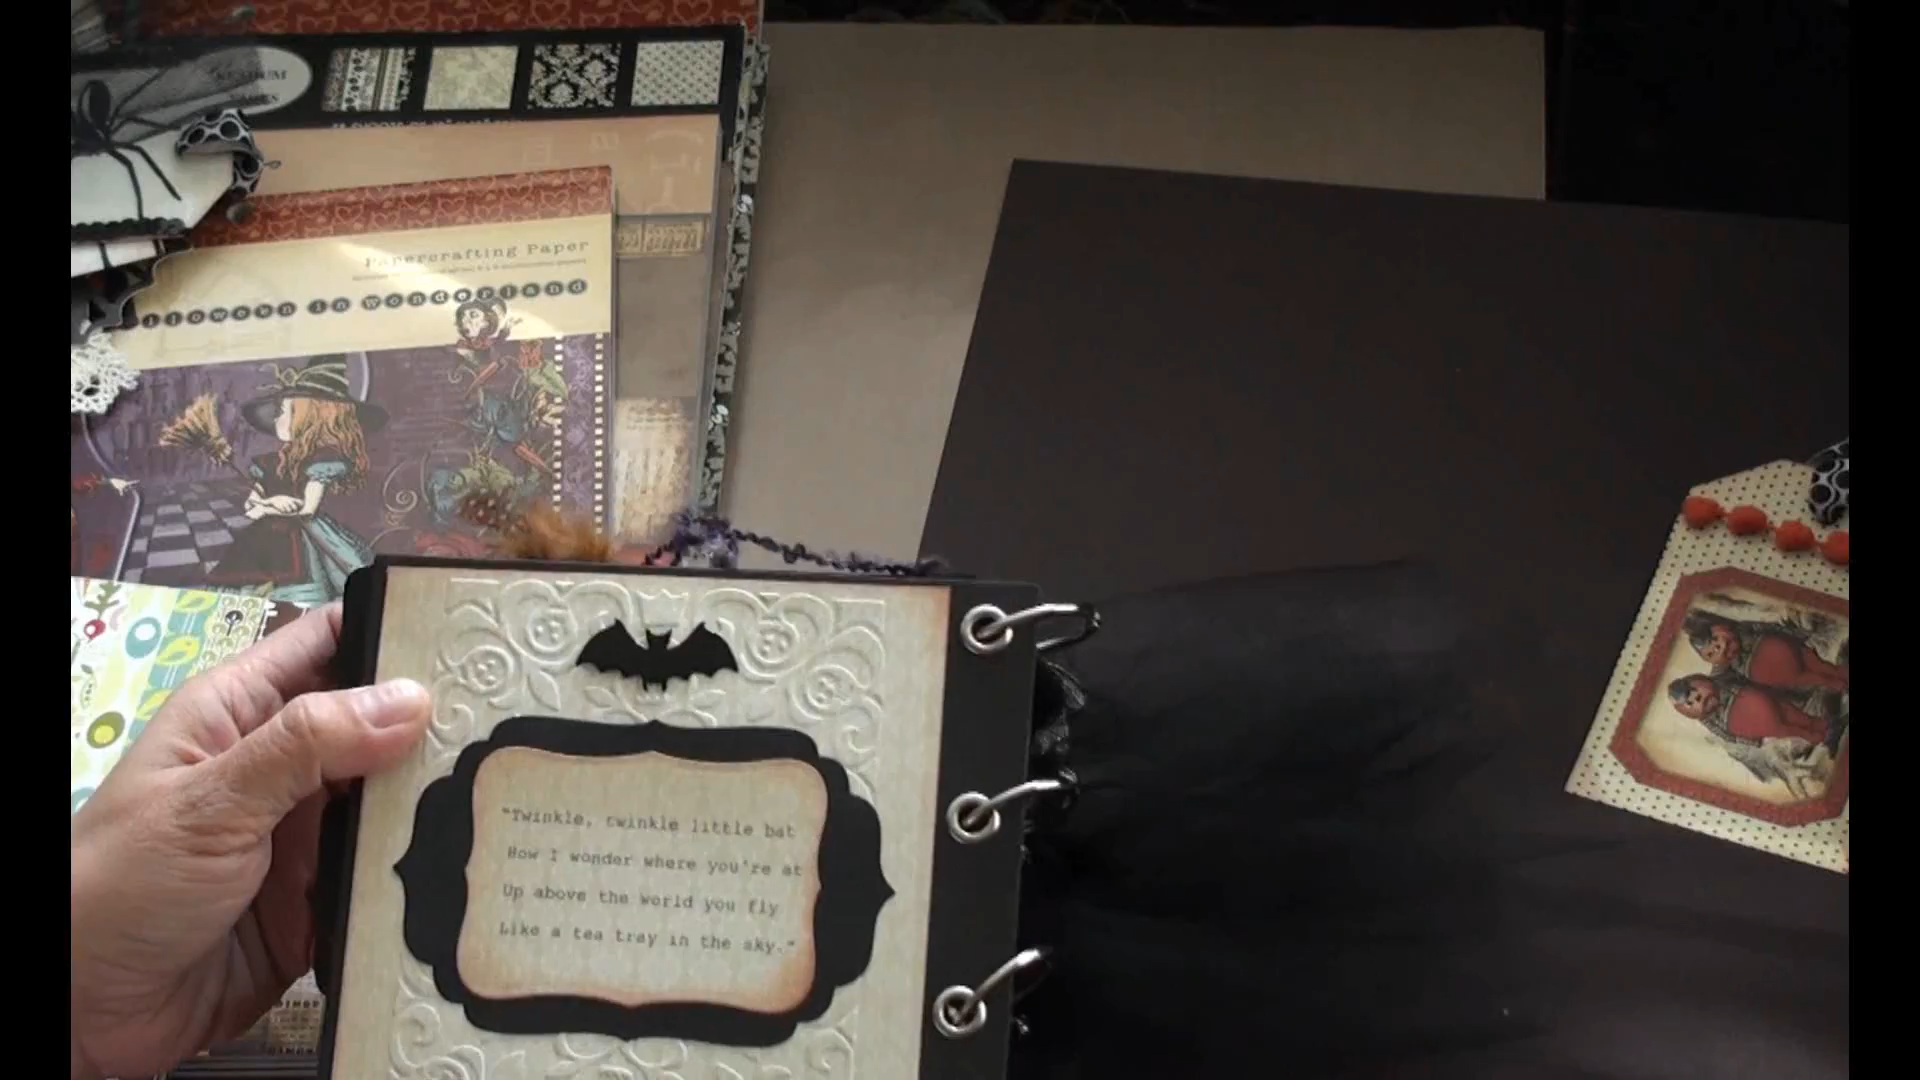 Papercrafting Paper
lloween in wonderland
"Twinkle, twinkle little bat
How I wonder where you're at
Up above the world you fly
Like a tea tray in the sky."